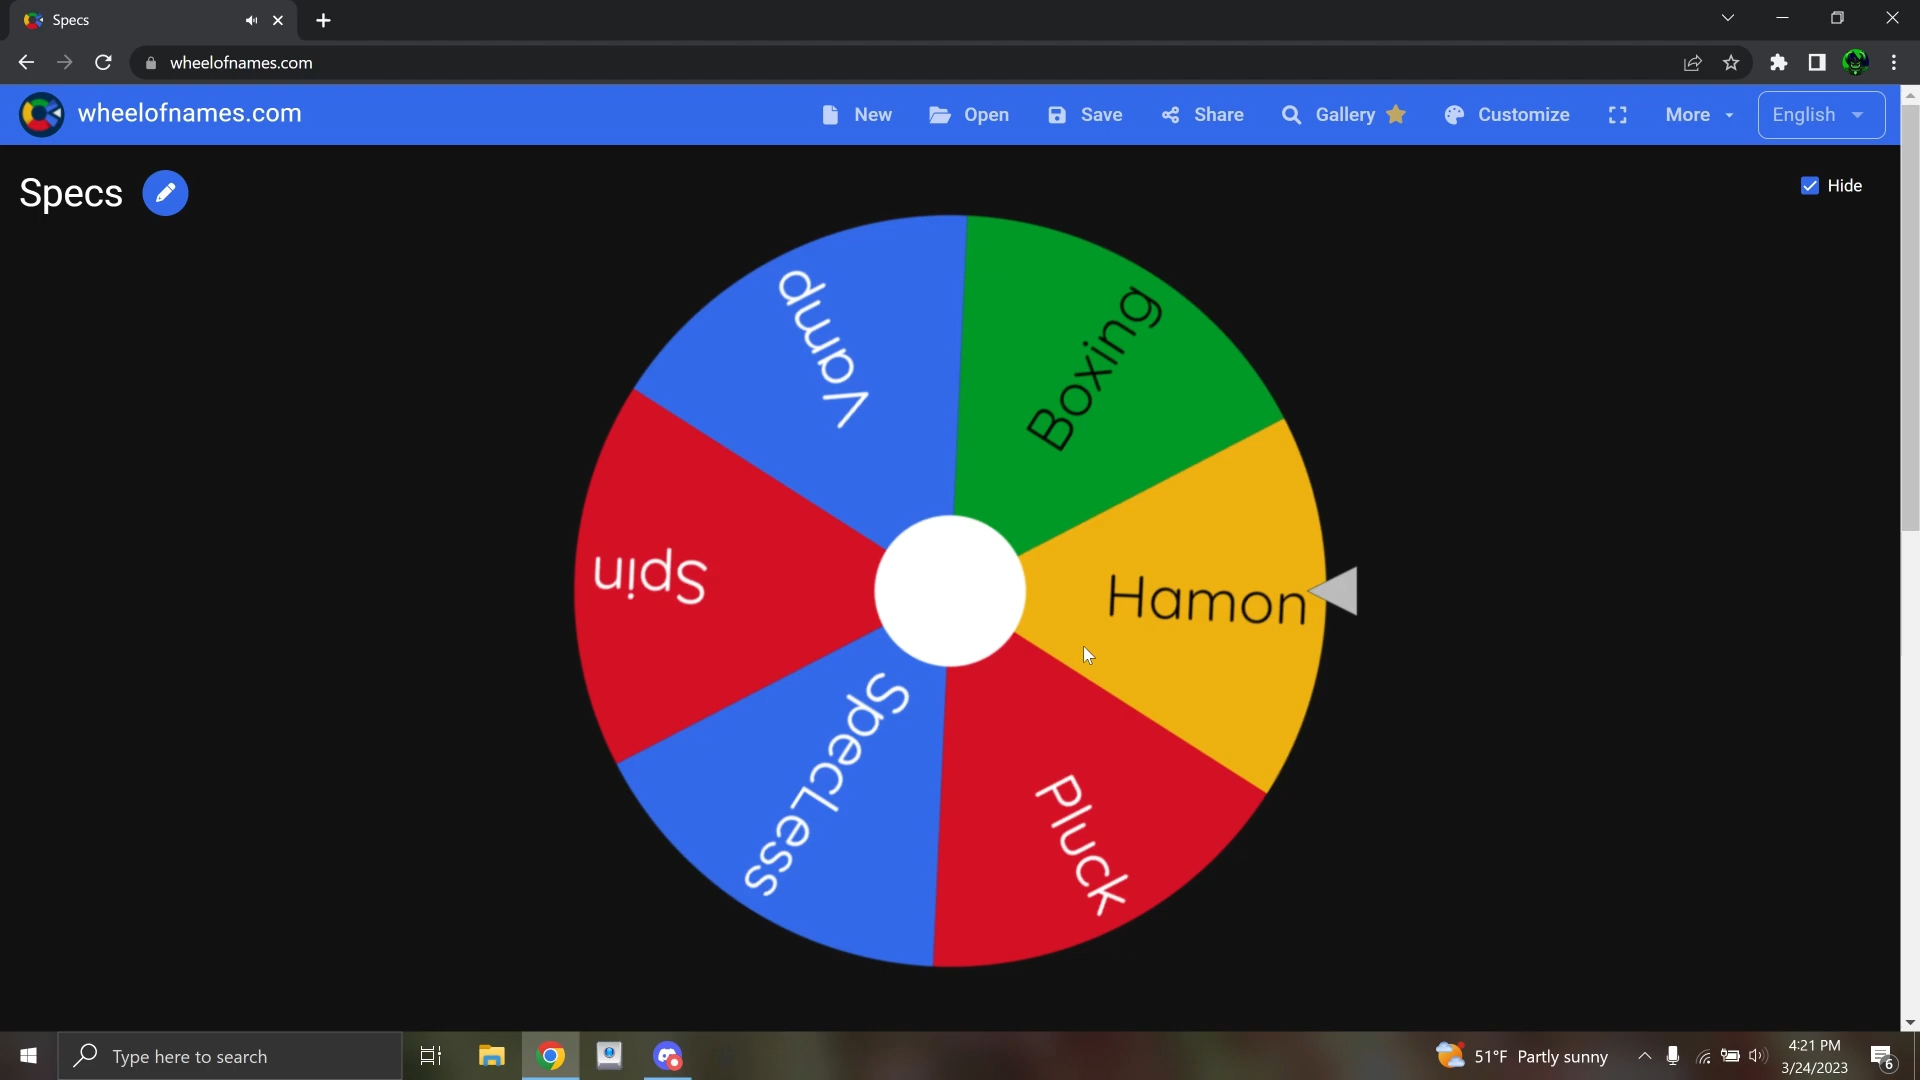 Specs
wheelofnames.com
wheelofnames.com
New
Open
Save
Share
Gallery
Customize
More
English
Specs
Hide
Vamp
Boxing
Spin
Hamon
SpecLess
Pluck
Type here to search
51°F Partly sunny
4:21 PM
3/24/2023
6